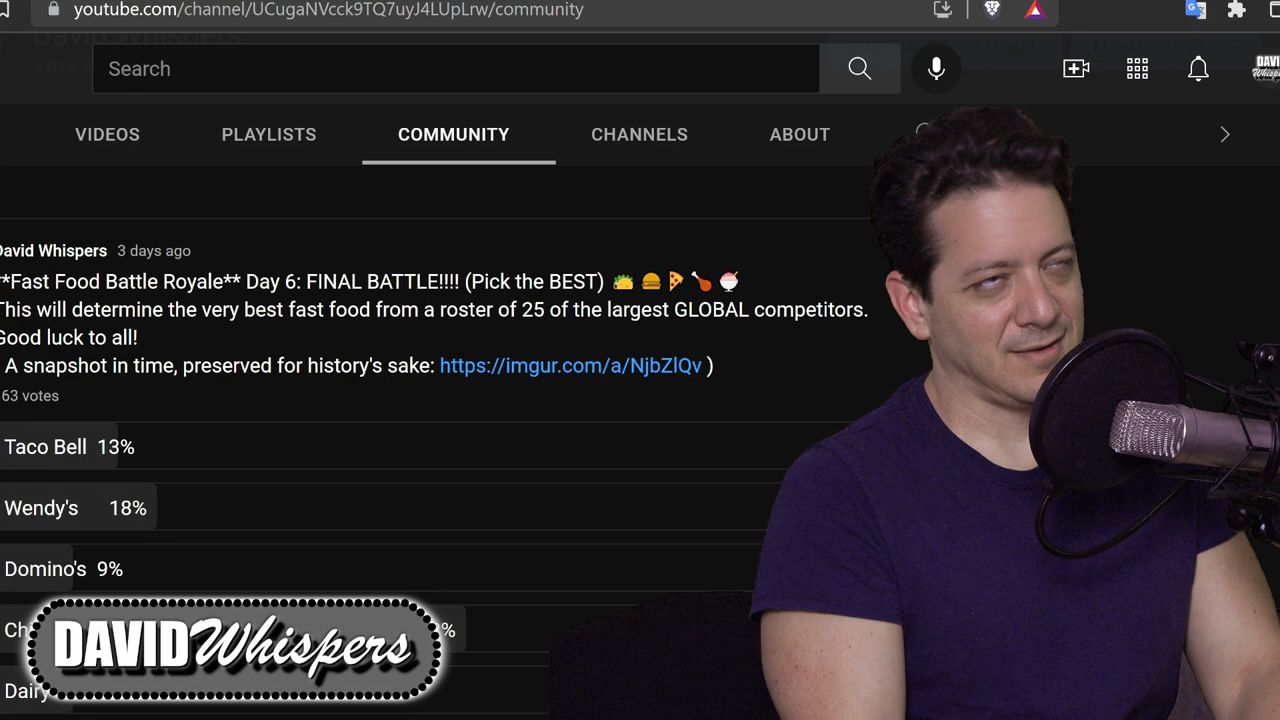 youtube.com/channel/UCugaNVcck9TQ7uyJ4LUpLrw/community
Search
VIDEOS PLAYLISTS COMMUNITY CHANNELS ABOUT
David Whispers 3 days ago
**Fast Food Battle Royale** Day 6: FINAL BATTLE!!!! (Pick the BEST) 🌮 🍔 🍕 🍗 🍨
This will determine the very best fast food from a roster of 25 of the largest GLOBAL competitors.
Good luck to all!
A snapshot in time, preserved for history's sake: https://imgur.com/a/NjbZlQv )
63 votes
Taco Bell 13%
Wendy's 18%
Domino's 9%
Ch %
DAVID Whispers
Dairy